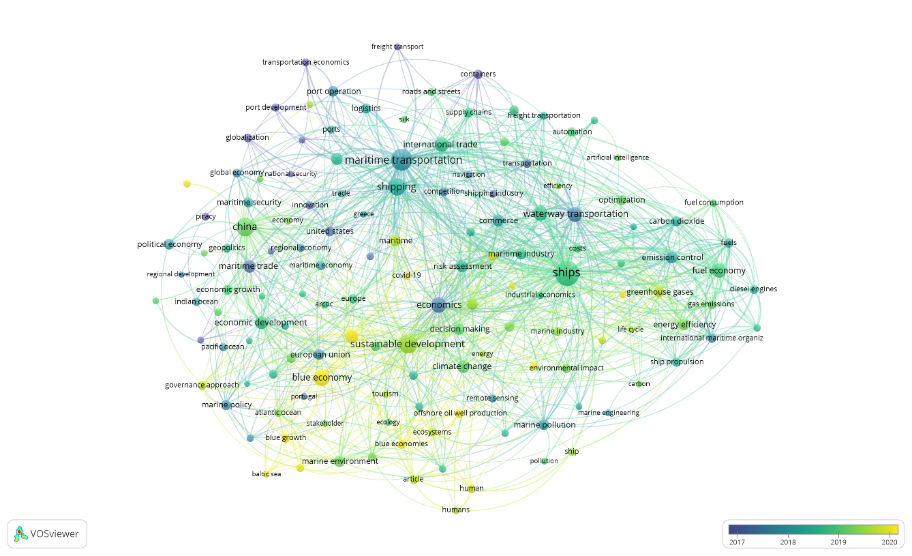 freight transport
transportation economics
containers
port operation
roads and streets
port development
logistics
supply chains
freight transportation
silk
ports
automation
globalization
international trade
maritime transportation
artificial intelligence
transportation
global economy
national security
navigation
shipping
efficiency
trade
competition
shipping industry
maritime security
innovation
optimization
fuel consumption
piracy
economy
greece
commerce
waterway transportation
carbon dioxide
china
united states
political economy
geopolitics
regional economy
maritime
costs
fuels
maritime industry
emission control
maritime trade
maritime economy
risk assessment
regional development
covid-19
ships
fuel economy
economic growth
diesel engines
indian ocean
arctic
europe
industrial economics
greenhouse gases
economics
gas emissions
economic development
decision making
marine industry
life cycle
energy efficiency
international maritime organiz
pacific ocean
sustainable development
european union
energy
ship propulsion
climate change
environmental impact
blue economy
governance approach
carbon
portugal
tourism
remote sensing
marine policy
atlantic ocean
offshore oil well production
marine engineering
stakeholder
ecology
marine pollution
ecosystems
blue growth
blue economies
ship
marine environment
pollution
baltic sea
article
human
humans
VOSviewer
2017
2018
2019
2020